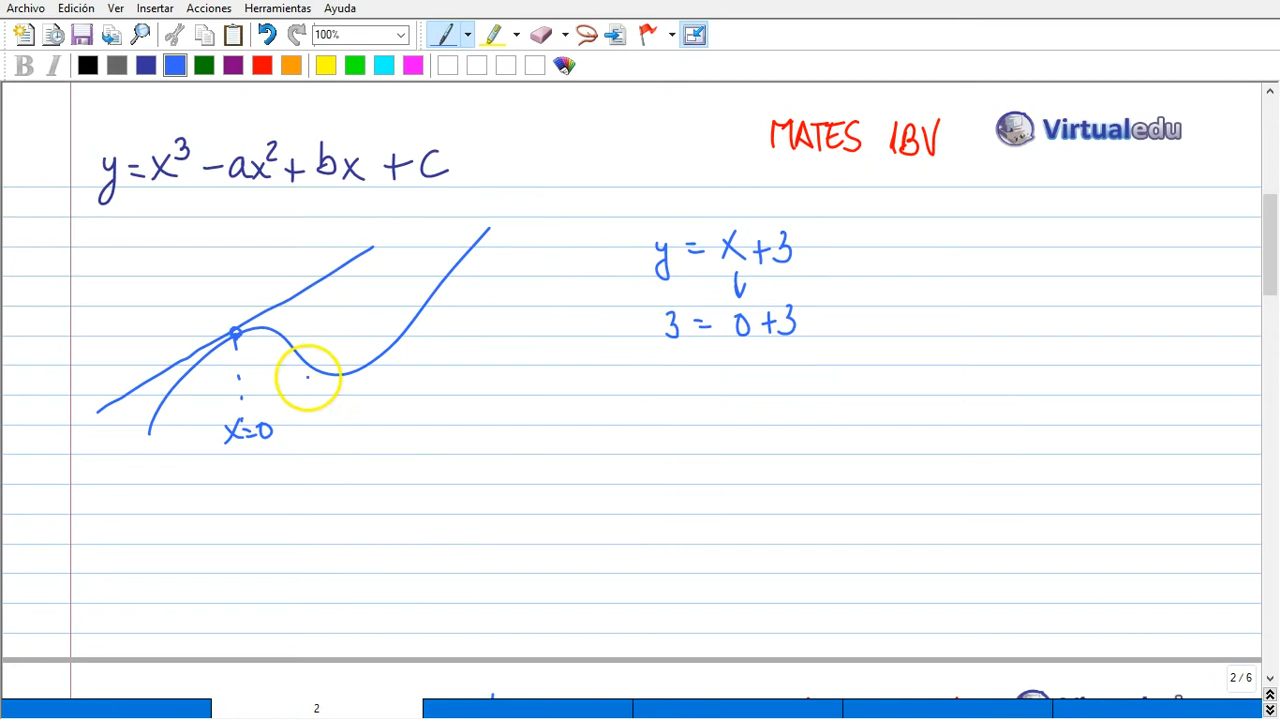 Archivo Edición Ver Insertar Acciones Herramientas Ayuda
100%
B I
MATES 1BV
Virtualedu
y=x³-ax²+bx+c
y = x+3
3 = 0+3
x=0
2/6
2